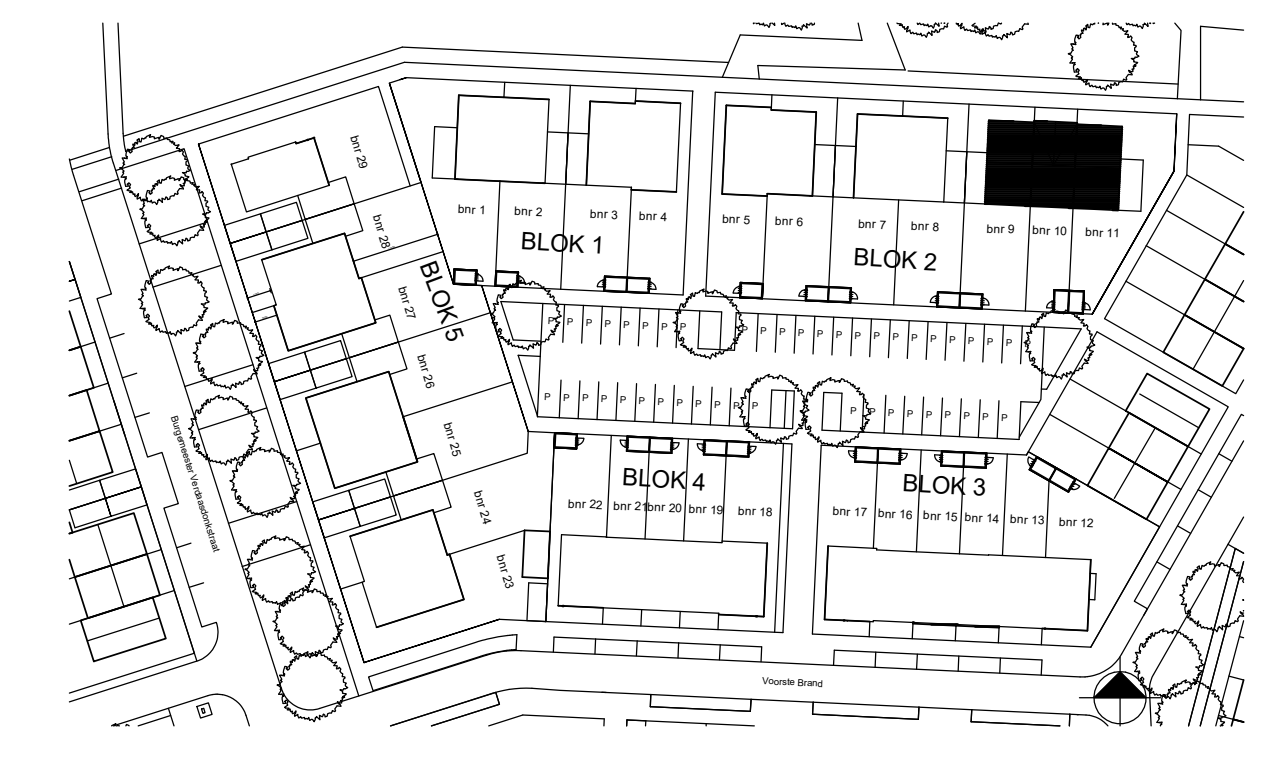 bnr 29
bnr 1
bnr 2
bnr 3
bnr 4
bnr 5
bnr 6
bnr 7
bnr 8
bnr 9
bnr 10
bnr 11
bnr 28
BLOK 1
BLOK 2
BLOK 5
bnr 27
P P P P P P P P
P P P P P P P P P P P P P P P
bnr 26
P P P P P P P P P P P P
P P P P P P P P P
bnr 25
Burgemeester Verdaasdonkstraat
BLOK 4
BLOK 3
bnr 24
bnr 22
bnr 21
bnr 20
bnr 19
bnr 18
bnr 17
bnr 16
bnr 15
bnr 14
bnr 13
bnr 12
bnr 23
Voorste Brand